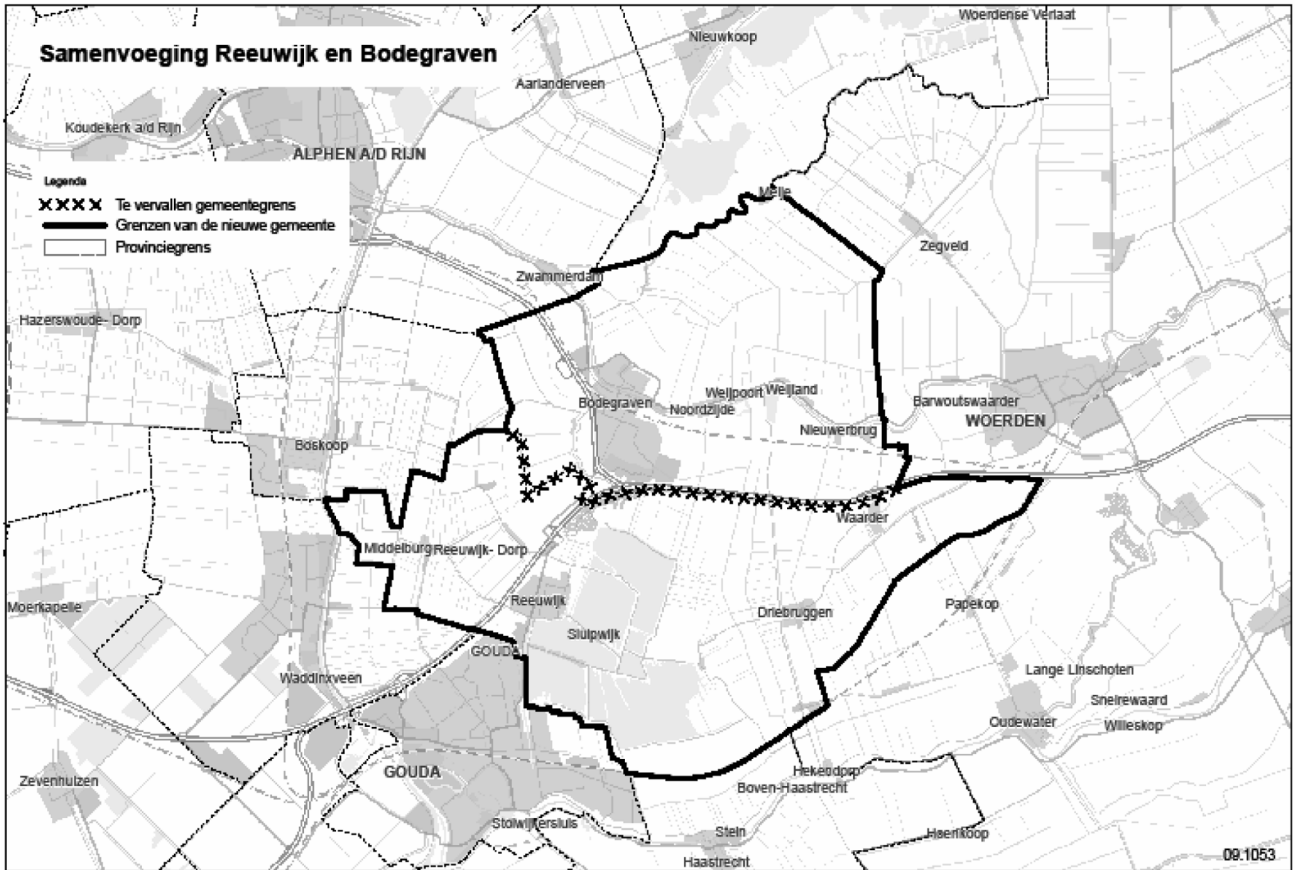 Samenvoeging Reeuwijk en Bodegraven
Woerdense Verlaat
Nieuwkoop
Aarlanderveen
Koudekerk a/d Rijn
ALPHEN A/D RIJN
Legenda
Te vervallen gemeentegrens
Grenzen van de nieuwe gemeente
Provinciegrens
Meije
Zegveld
Zwammerdam
Hazerswoude- Dorp
Weijpoort
Weijland
Bodegraven
Noordzijde
Barwoutswaarder
WOERDEN
Nieuwerbrug
Boskoop
Waarder
Middelburg
Reeuwijk- Dorp
Moerkapelle
Reeuwijk
Driebruggen
Papekop
Sluipwijk
GOUDA
Waddinxveen
Lange Linschoten
Snelrewaard
Oudewater
Willeskop
GOUDA
Zevenhuizen
Hekendorp
Boven-Haastrecht
Stolwijkersluis
Stein
Hoenkoop
Haastrecht
09.1053